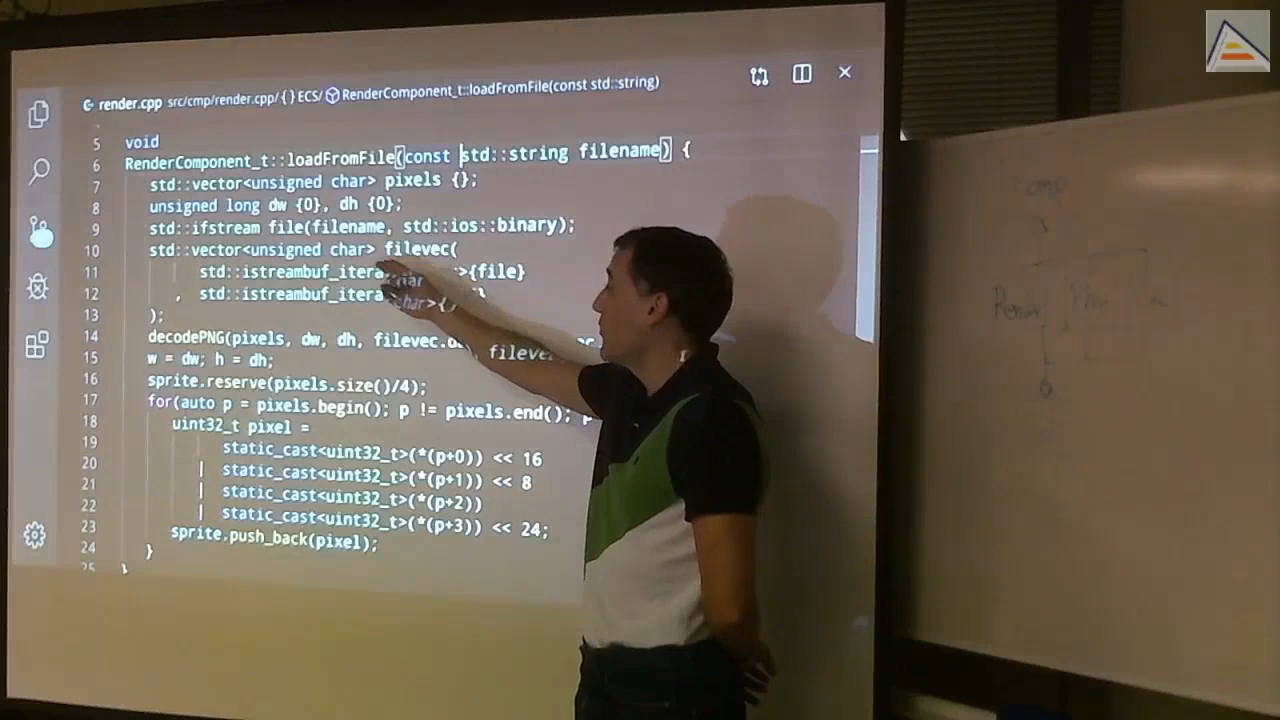 render.cpp src/cmp/render.cpp/ { } ECS/ RenderComponent_t::loadFromFile(const std::string)
5 void
6 RenderComponent_t::loadFromFile(const std::string filename) {
7 std::vector<unsigned char> pixels {};
8 unsigned long dw {0}, dh {0};
9 std::ifstream file(filename, std::ios::binary);
10 std::vector<unsigned char> filevec(
11 std::istreambuf_itera >{file}
12 , std::istreambuf_itera char>{}
13 );
14 decodePNG(pixels, dw, dh, filevec.
15 w = dw; h = dh;
16 sprite.reserve(pixels.size()/4);
17 for(auto p = pixels.begin(); p != pixels.end(); p
18 uint32_t pixel =
19 static_cast<uint32_t>(*(p+0)) << 16
20 | static_cast<uint32_t>(*(p+1)) << 8
21 | static_cast<uint32_t>(*(p+2))
22 | static_cast<uint32_t>(*(p+3)) << 24;
23 sprite.push_back(pixel);
24 }
25 }
Comp
Render